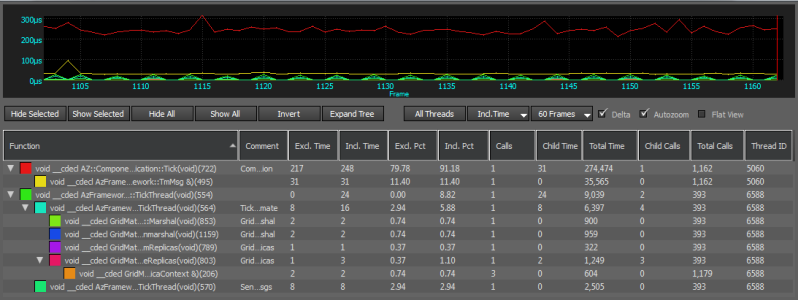 300µs
200µs
100µs
0µs
1105 1110 1115 1120 1125 1130 1135 1140 1145 1150 1155 1160
Frame
Hide Selected Show Selected Hide All Show All Invert Expand Tree All Threads Incl.Time 60 Frames Delta Autozoom Flat View
Function Comment Excl. Time Incl. Time Excl. Pct Incl. Pct Calls Child Time Total Time Child Calls Total Calls Thread ID
void __cdecl AZ::Compone...ication::Tick(void)(722) Com...ion 217 248 79.78 91.18 1 31 274,474 1 1,162 5060
void __cdecl AZFrame...ework::TmMsg &)(495) 31 31 11.40 11.40 1 0 35,565 0 1,162 5060
void __cdecl AzFramewor...::TickThread(void)(554) 0 24 0.00 8.82 1 24 9,039 2 393 6588
void __cdecl AzFramew...TickThread(void)(564) Tick...mate 8 16 2.94 5.88 1 8 6,397 4 393 6588
void __cdecl GridMat...::Marshal(void)(853) Grid...shal 2 2 0.74 0.74 1 0 900 0 393 6588
void __cdecl GridMat...nmarshal(void)(1159) Grid...shal 2 2 0.74 0.74 1 0 959 0 393 6588
void __cdecl GridMat...mReplicas(void)(789) Grid...icas 1 1 0.37 0.37 1 0 322 0 393 6588
void __cdecl GridMat...eReplicas(void)(803) Grid...icas 1 3 0.37 1.10 1 2 1,249 3 393 6588
void __cdecl GridM...icaContext &)(206) 2 2 0.74 0.74 3 0 604 0 1,179 6588
void __cdecl AzFramew...TickThread(void)(570) Sen...sgs 8 8 2.94 2.94 1 0 2,505 0 393 6588